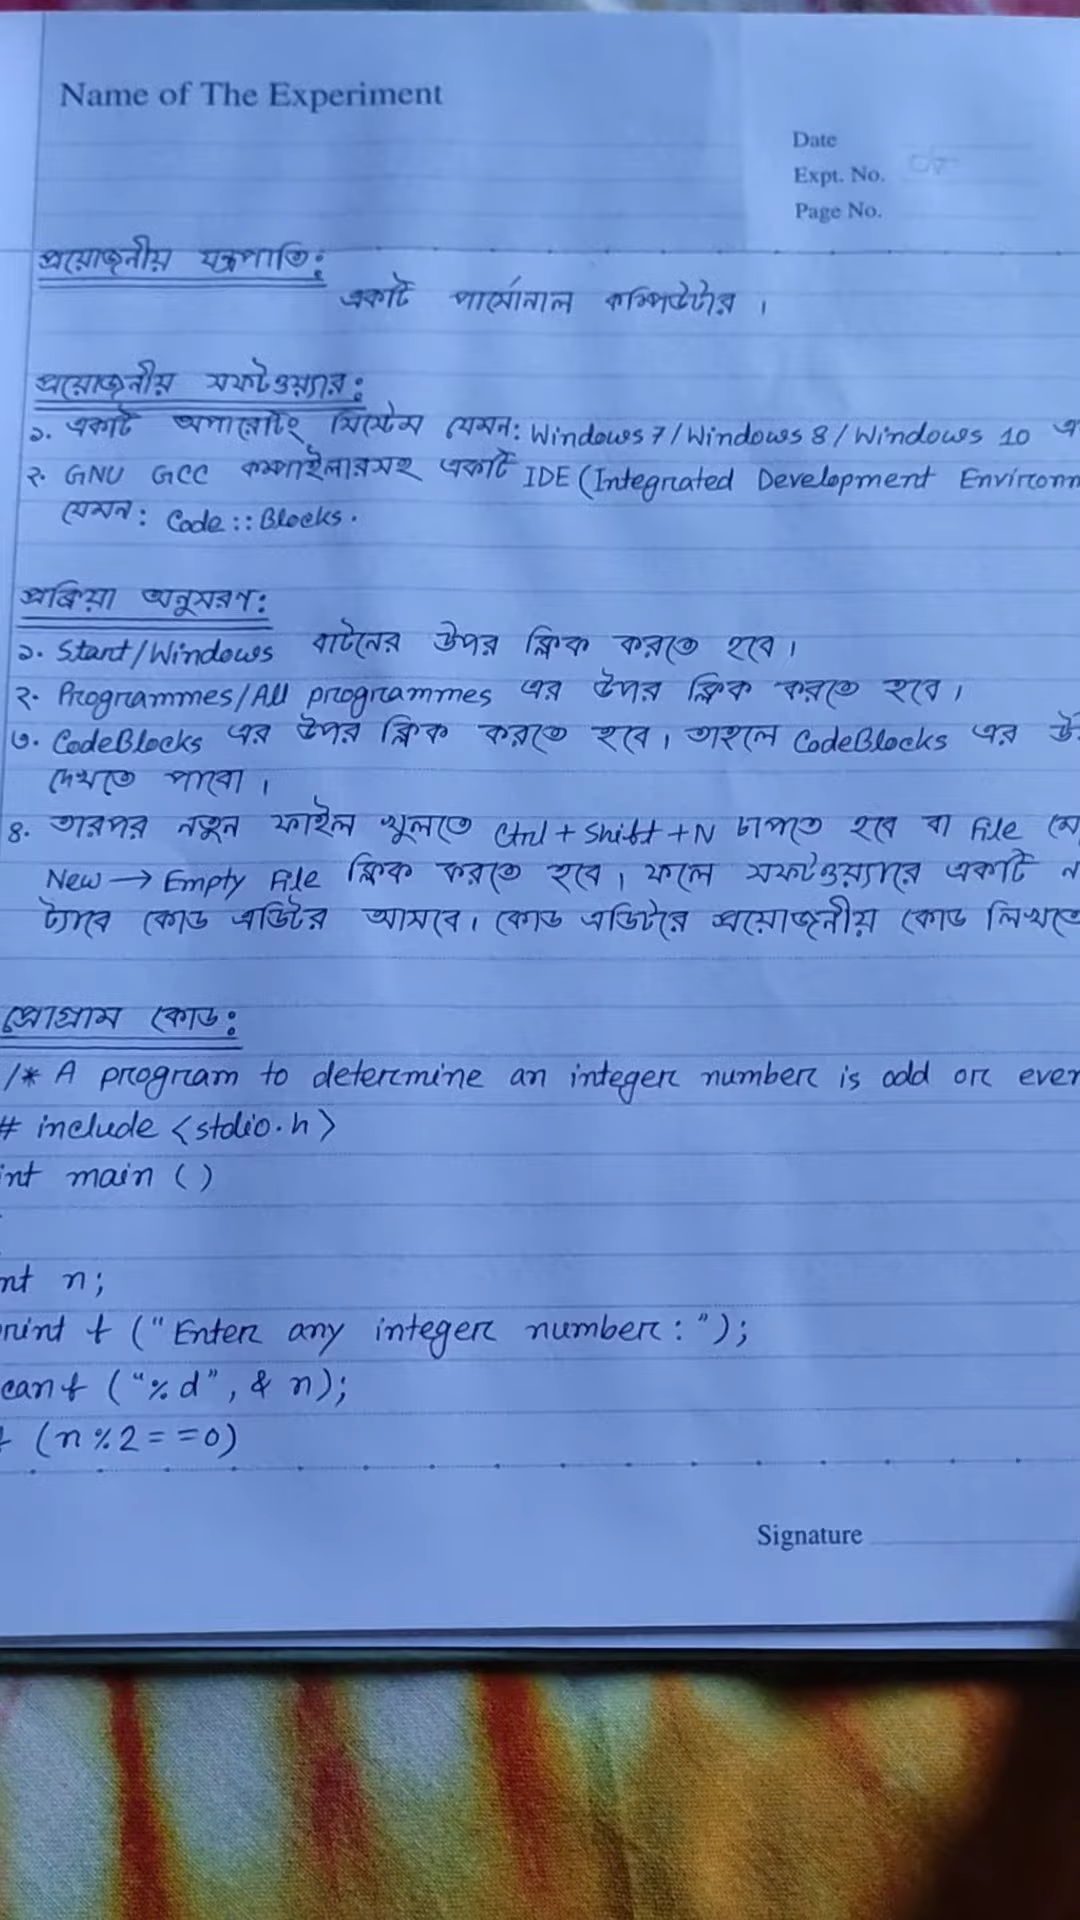 Name of The Experiment
Date
Expt. No.
Page No.
প্রয়োজনীয় যন্ত্রপাতি:
একটি পার্সোনাল কম্পিউটার ।
প্রয়োজনীয় সফটওয়্যার:
১. একটি অপারেটিং সিস্টেম যেমন: Windows 7/Windows 8/Windows 10
২. GNU GCC কম্পাইলারসহ একটি IDE (Integrated Development Environm
যেমন: Code::Blocks.
প্রক্রিয়া অনুসরণ:
১. Start/Windows বাটনের উপর ক্লিক করতে হবে।
২. Programmes/All programmes এর উপর ক্লিক করতে হবে।
৩. CodeBlocks এর উপর ক্লিক করতে হবে। তাহলে CodeBlocks এর
দেখতে পাবো ।
৪. তারপর নতুন ফাইল খুলতে Ctrl + Shift + N চাপতে হবে বা File
New → Empty File ক্লিক করতে হবে। ফলে সফটওয়্যারে একটি
ট্যাবে কোড এডিটর আসবে। কোড এডিটরে প্রয়োজনীয় কোড লিখতে
প্রোগ্রাম কোড:
/* A program to determine an integer number is odd or even
# include <stdio.h>
int main ()
nt n;
rint f ("Enter any integer number:");
canf ("%d", & n);
f (n%2==0)
Signature